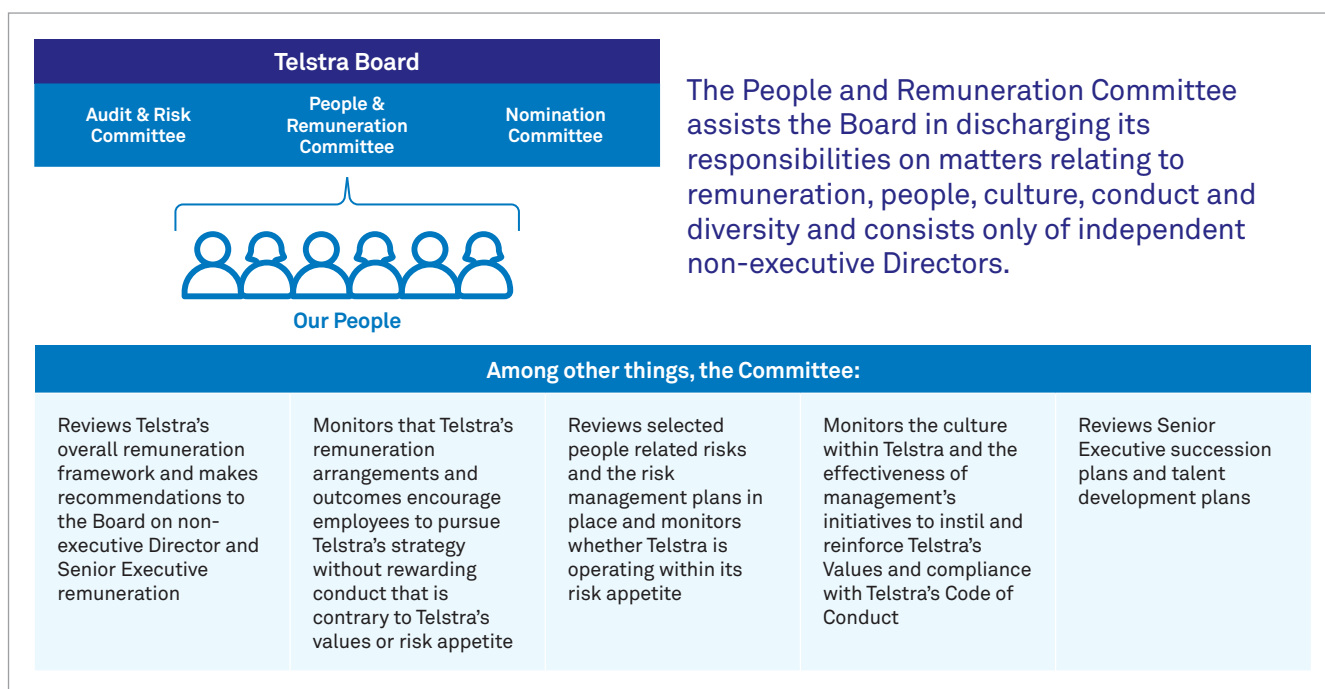 Telstra Board
Audit & Risk
Committee
People &
Remuneration
Committee
Nomination
Committee
Our People
The People and Remuneration Committee
assists the Board in discharging its
responsibilities on matters relating to
remuneration, people, culture, conduct and
diversity and consists only of independent
non-executive Directors.
Among other things, the Committee:
Reviews Telstra’s
overall remuneration
framework and makes
recommendations to
the Board on non-
executive Director and
Senior Executive
remuneration
Monitors that Telstra’s
remuneration
arrangements and
outcomes encourage
employees to pursue
Telstra’s strategy
without rewarding
conduct that is
contrary to Telstra’s
values or risk appetite
Reviews selected
people related risks
and the risk
management plans in
place and monitors
whether Telstra is
operating within its
risk appetite
Monitors the culture
within Telstra and the
effectiveness of
management’s
initiatives to instil and
reinforce Telstra’s
Values and compliance
with Telstra’s Code of
Conduct
Reviews Senior
Executive succession
plans and talent
development plans